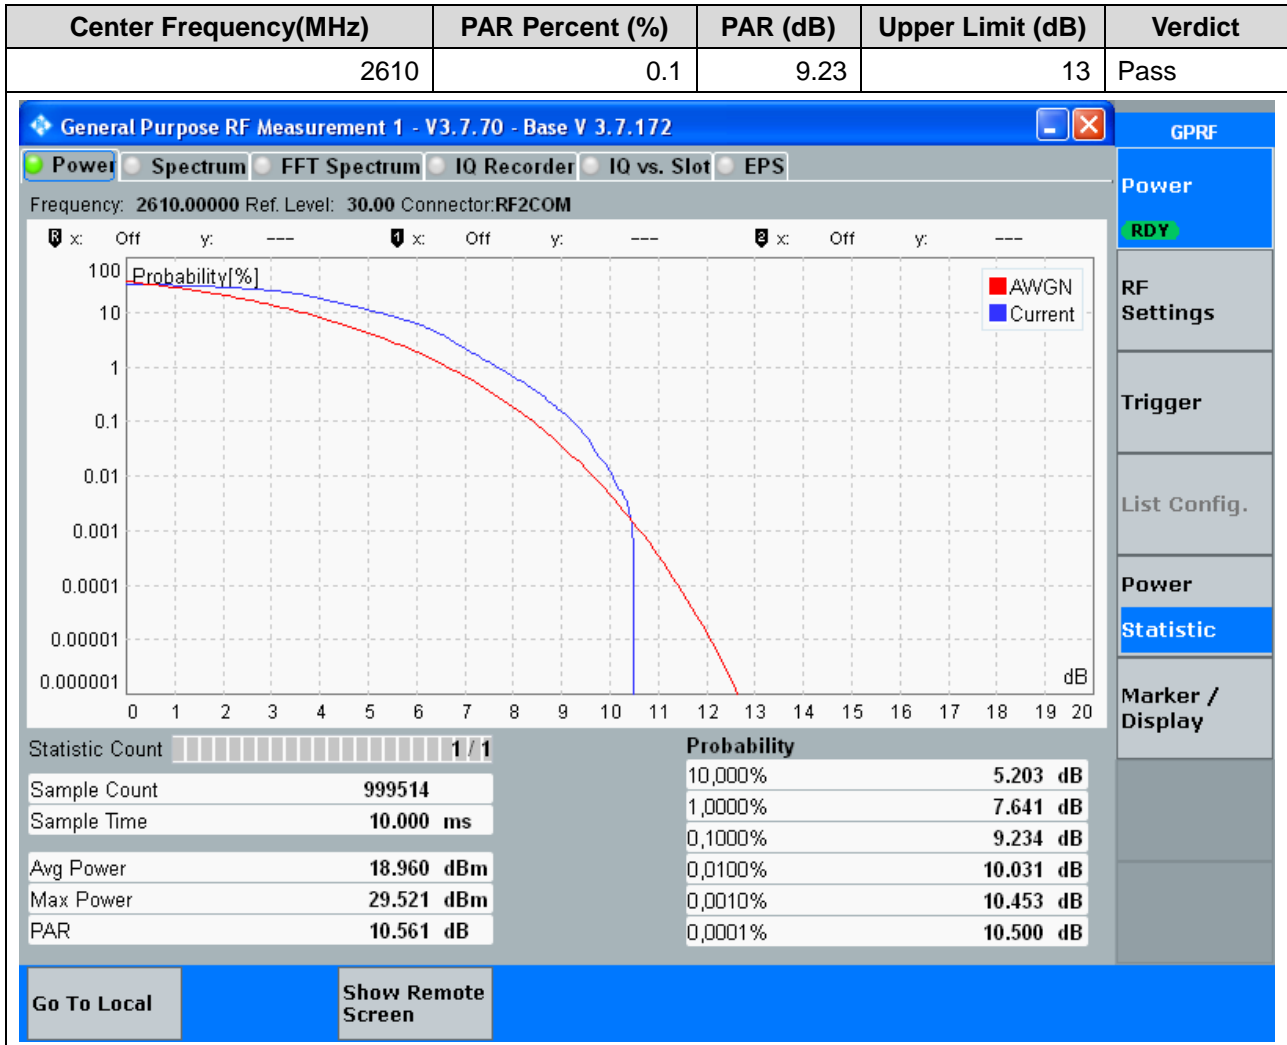 Center Frequency(MHz) PAR Percent (%) PAR (dB) Upper Limit (dB) Verdict
2610 0.1 9.23 13 Pass
General Purpose RF Measurement 1 - V3.7.70 - Base V 3.7.172
GPRF
Power Spectrum FFT Spectrum IQ Recorder IQ vs. Slot EPS
Power
RDY
Frequency: 2610.00000 Ref. Level: 30.00 Connector:RF2COM
R x: Off y: --- 1 x: Off y: --- 2 x: Off y: ---
Probability[%]
AWGN
Current
100
10
1
0.1
0.01
0.001
0.0001
0.00001
0.000001
dB
0 1 2 3 4 5 6 7 8 9 10 11 12 13 14 15 16 17 18 19 20
RF
Settings
Trigger
List Config.
Power
Statistic
Marker /
Display
Statistic Count 1 / 1
Sample Count 999514
Sample Time 10.000 ms
Avg Power 18.960 dBm
Max Power 29.521 dBm
PAR 10.561 dB
Probability
10,000% 5.203 dB
1,0000% 7.641 dB
0,1000% 9.234 dB
0,0100% 10.031 dB
0,0010% 10.453 dB
0,0001% 10.500 dB
Go To Local
Show Remote
Screen